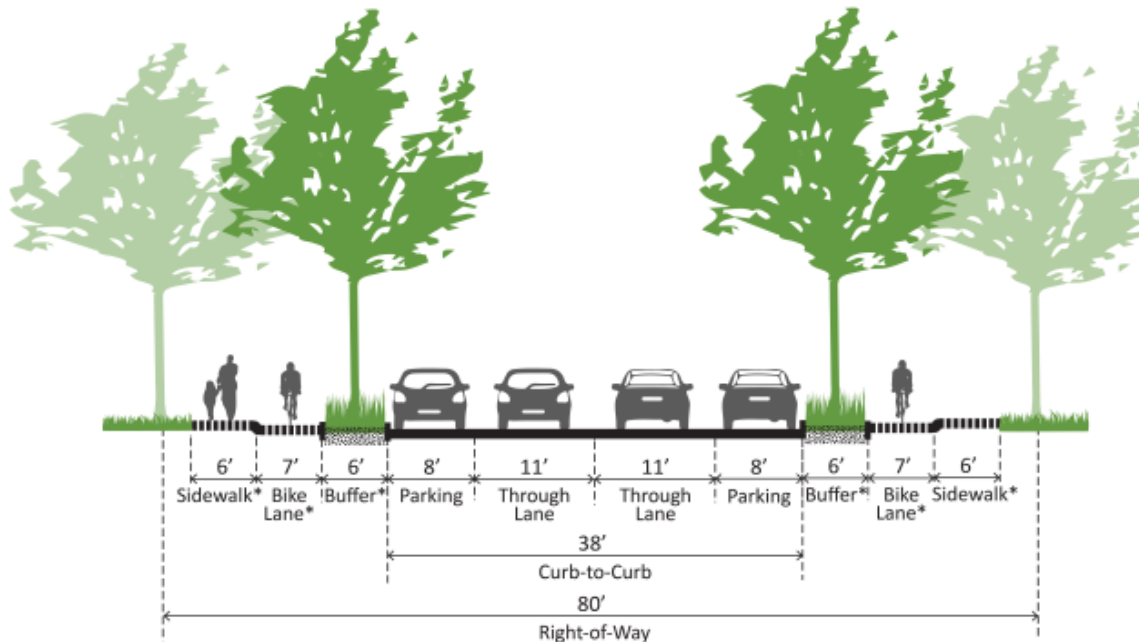 6’ 7’ 6’ 8’ 11’ 11’ 8’ 6’ 7’ 6’
Sidewalk* Bike Buffer* Parking Through Through Parking Buffer* Bike Sidewalk*
Lane* Lane Lane Lane*
38’
Curb-to-Curb
80’
Right-of-Way